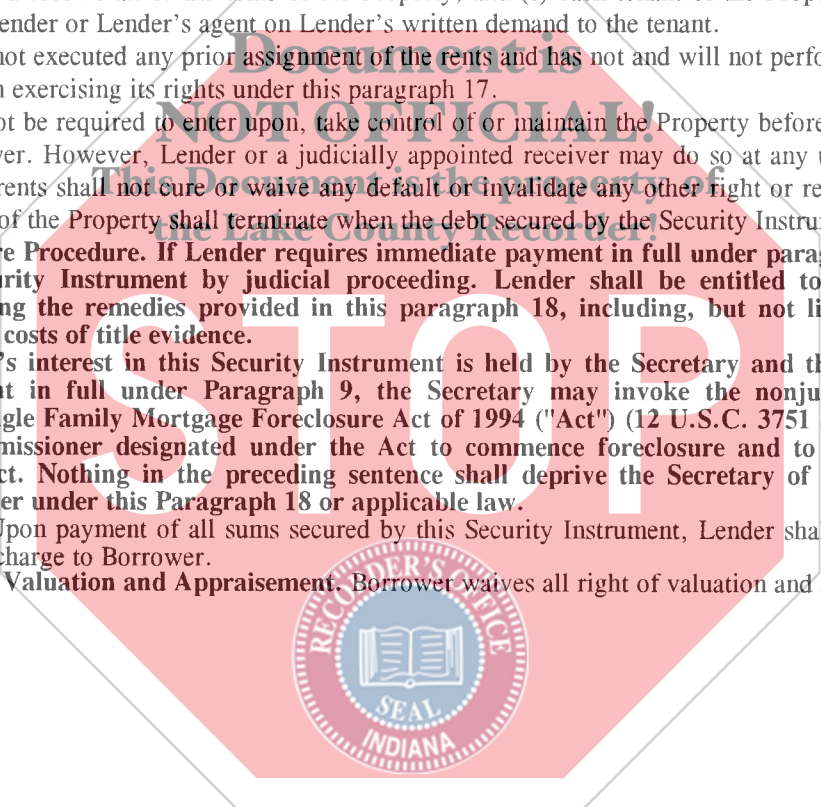 ender or Lender's agent on Lender's written demand to the tenant.
Document is
not executed any prior assignment of the rents and has not and will not perfo
exercising its rights under this paragraph 17.
NOT OFFICIAL!
ot be required to enter upon, take control of or maintain the Property before
ver. However, Lender or a judicially appointed receiver may do so at any
This Document is the property of
rents shall not cure or waive any default or invalidate any other right or re
of the Property shall terminate when the debt secured by the Security Instrum
the Lake County Recorder!
re Procedure. If Lender requires immediate payment in full under parag
urity Instrument by judicial proceeding. Lender shall be entitled to
ng the remedies provided in this paragraph 18, including, but not li
costs of title evidence.
's interest in this Security Instrument is held by the Secretary and th
nt in full under Paragraph 9, the Secretary may invoke the nonju
gle Family Mortgage Foreclosure Act of 1994 ("Act") (12 U.S.C. 3751
missioner designated under the Act to commence foreclosure and to
ct. Nothing in the preceding sentence shall deprive the Secretary of
er under this Paragraph 18 or applicable law.
STOP
Upon payment of all sums secured by this Security Instrument, Lender shal
charge to Borrower.
Valuation and Appraisement. Borrower waives all right of valuation and
RECORDER'S OFFICE
SEAL
INDIANA